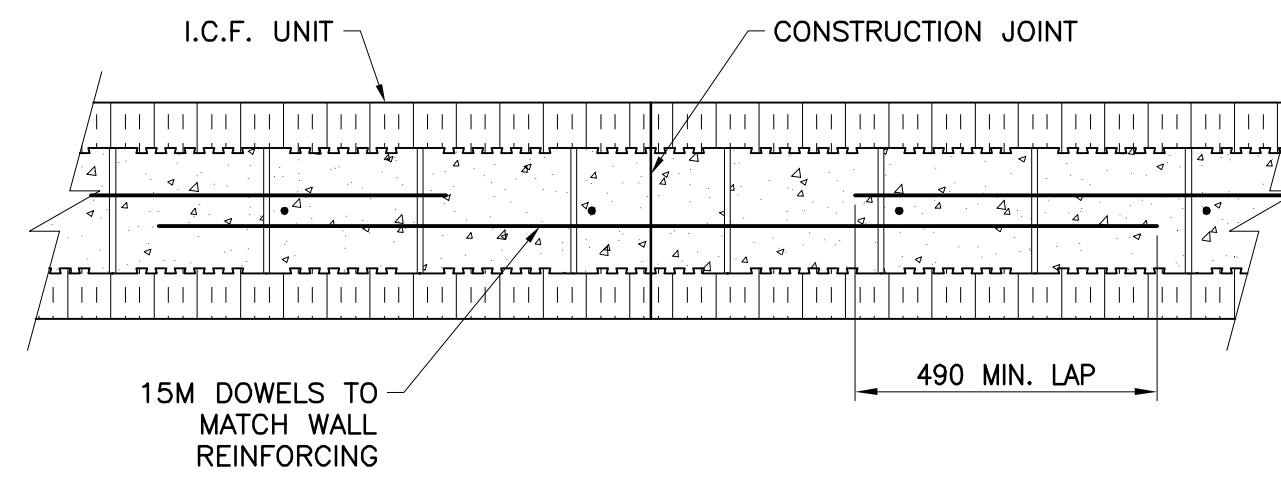 I.C.F. UNIT
CONSTRUCTION JOINT
490 MIN. LAP
15M DOWELS TO
MATCH WALL
REINFORCING